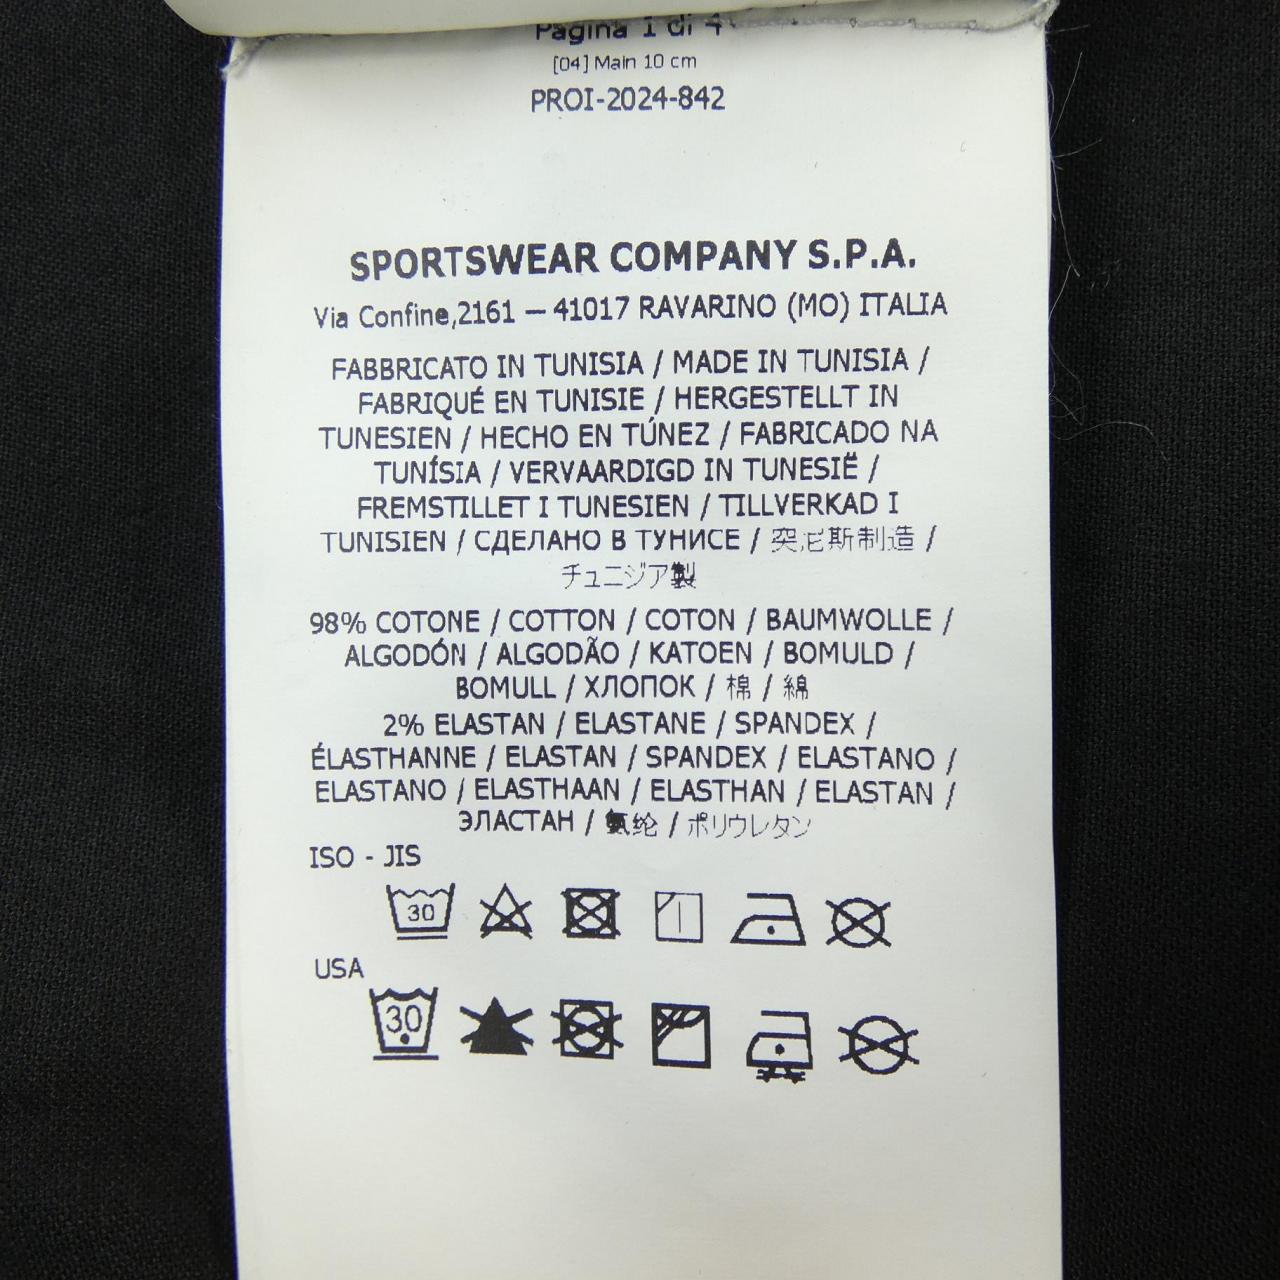 Pagina 1 di 4
[04] Main 10 cm
PROI-2024-842
SPORTSWEAR COMPANY S.P.A.
Via Confine,2161 – 41017 RAVARINO (MO) ITALIA
FABBRICATO IN TUNISIA / MADE IN TUNISIA /
FABRIQUÉ EN TUNISIE / HERGESTELLT IN
TUNESIEN / HECHO EN TÚNEZ / FABRICADO NA
TUNÍSIA / VERVAARDIGD IN TUNESIË /
FREMSTILLET I TUNESIEN / TILLVERKAD I
TUNISIEN / СДЕЛАНО В ТУНИСЕ / 突尼斯制造 /
チュニジア製
98% COTONE / COTTON / COTON / BAUMWOLLE /
ALGODÓN / ALGODÃO / KATOEN / BOMULD /
BOMULL / ХЛОПОК / 棉 / 綿
2% ELASTAN / ELASTANE / SPANDEX /
ÉLASTHANNE / ELASTAN / SPANDEX / ELASTANO /
ELASTANO / ELASTHAAN / ELASTHAN / ELASTAN /
ЭЛАСТАН / 氨纶 / ポリウレタン
ISO - JIS
30
USA
30